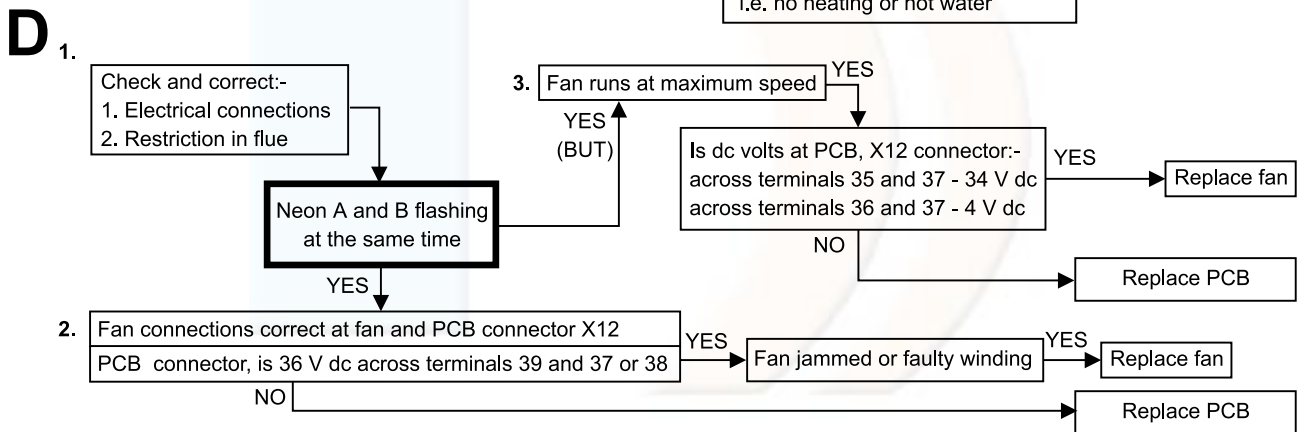 i.e. no heating or hot water
D
1.
Check and correct:-
1. Electrical connections
2. Restriction in flue
Neon A and B flashing
at the same time
YES
(BUT)
3. Fan runs at maximum speed
YES
Is dc volts at PCB, X12 connector:-
across terminals 35 and 37 - 34 V dc
across terminals 36 and 37 - 4 V dc
YES
Replace fan
NO
Replace PCB
YES
2. Fan connections correct at fan and PCB connector X12
PCB connector, is 36 V dc across terminals 39 and 37 or 38
YES
Fan jammed or faulty winding
YES
Replace fan
NO
Replace PCB